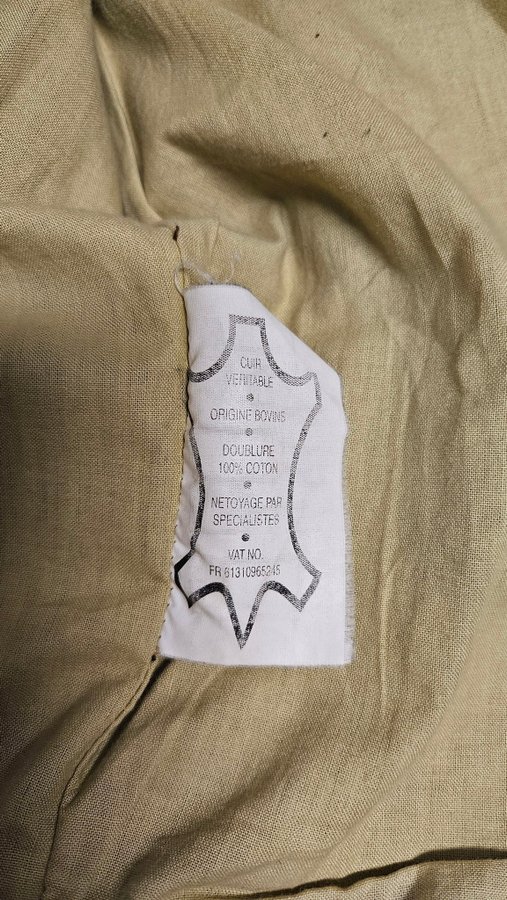 CUIR
VERITABLE
ORIGINE BOVINS
DOUBLURE
100% COTON
NETOYAGE PAR
SPECIALISTES
VAT NO.
FR 61310965245